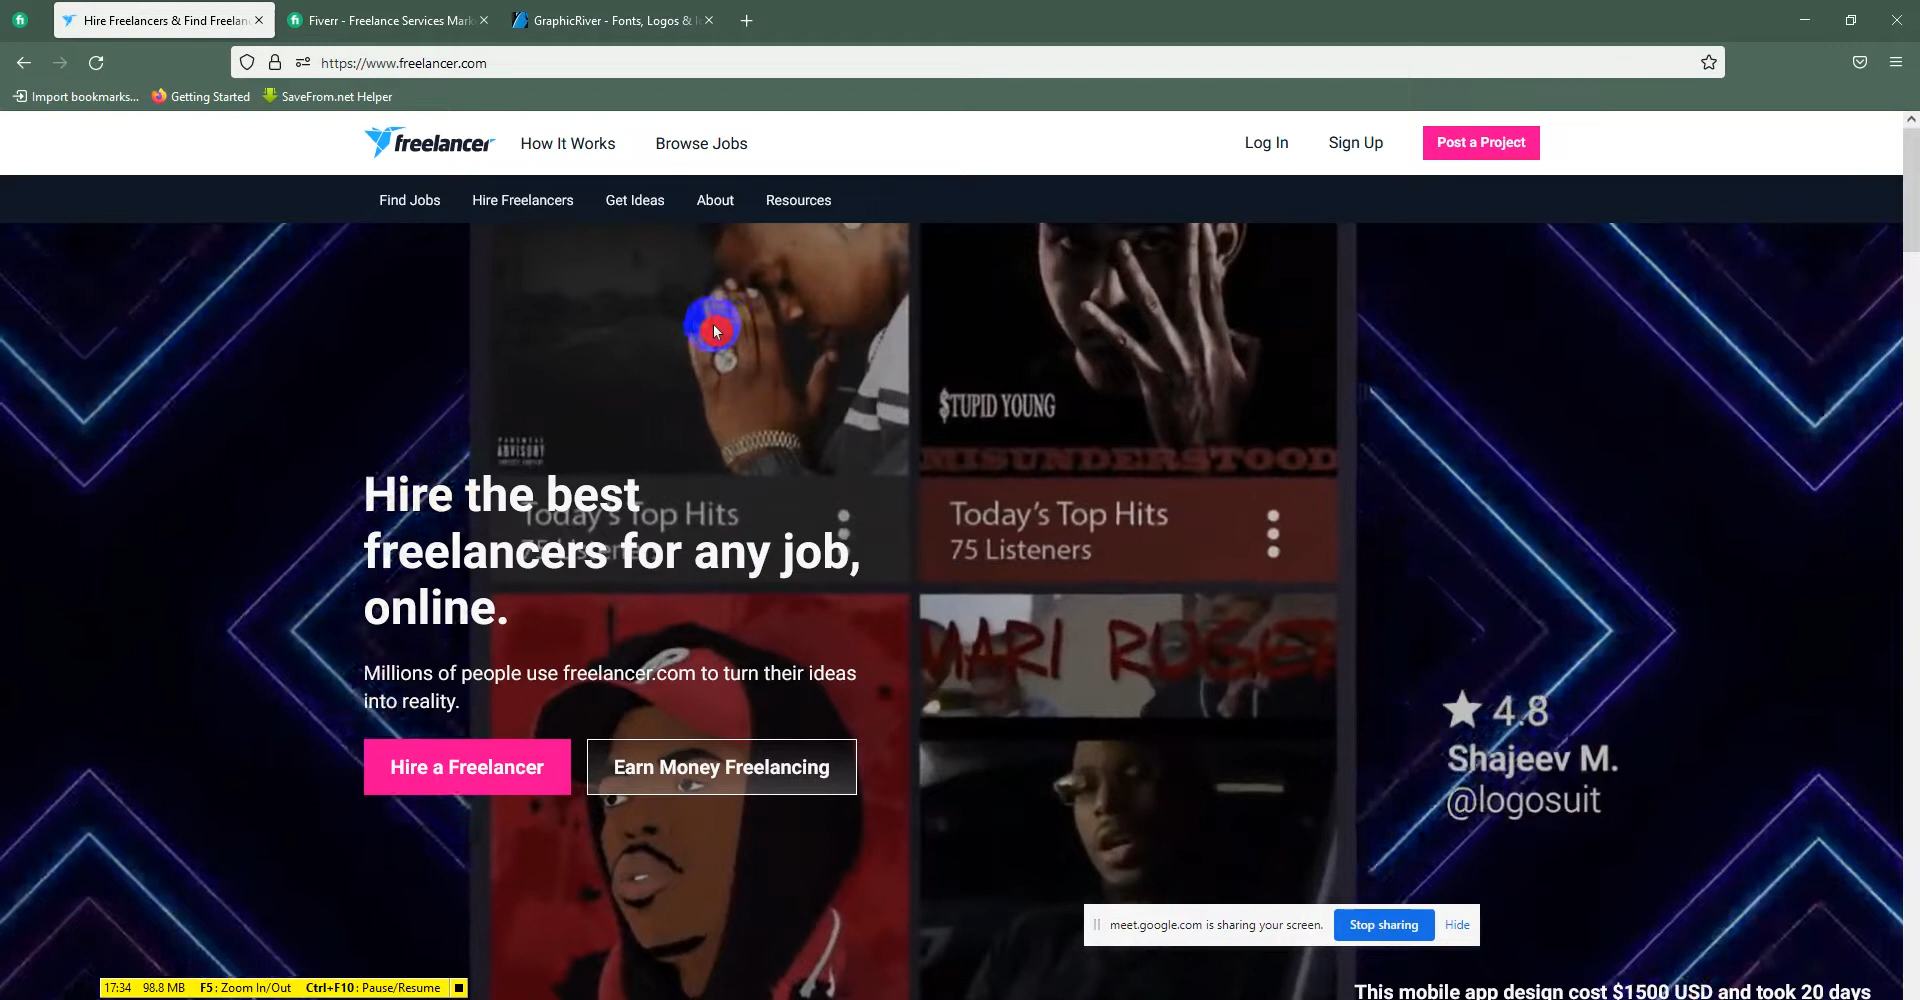 Hire Freelancers & Find Freelan
Fiverr - Freelance Services Mark
GraphicRiver - Fonts, Logos &
https://www.freelancer.com
Import bookmarks...
Getting Started
SaveFrom.net Helper
freelancer
How It Works
Browse Jobs
Log In
Sign Up
Post a Project
Find Jobs
Hire Freelancers
Get Ideas
About
Resources
$TUPID YOUNG
ADVISORY
MISUNDERSTOOD
Hire the best
freelancers for any job,
online.
Today's Top Hits
75 Listeners
Today's Top Hits
75 Listeners
MARI RUGER
Millions of people use freelancer.com to turn their ideas
into reality.
Hire a Freelancer
Earn Money Freelancing
4.8
Shajeev M.
@logosuit
meet.google.com is sharing your screen.
Stop sharing
Hide
17:34 98.8 MB F5: Zoom In/Out Ctrl+F10: Pause/Resume
This mobile app design cost $1500 USD and took 20 days